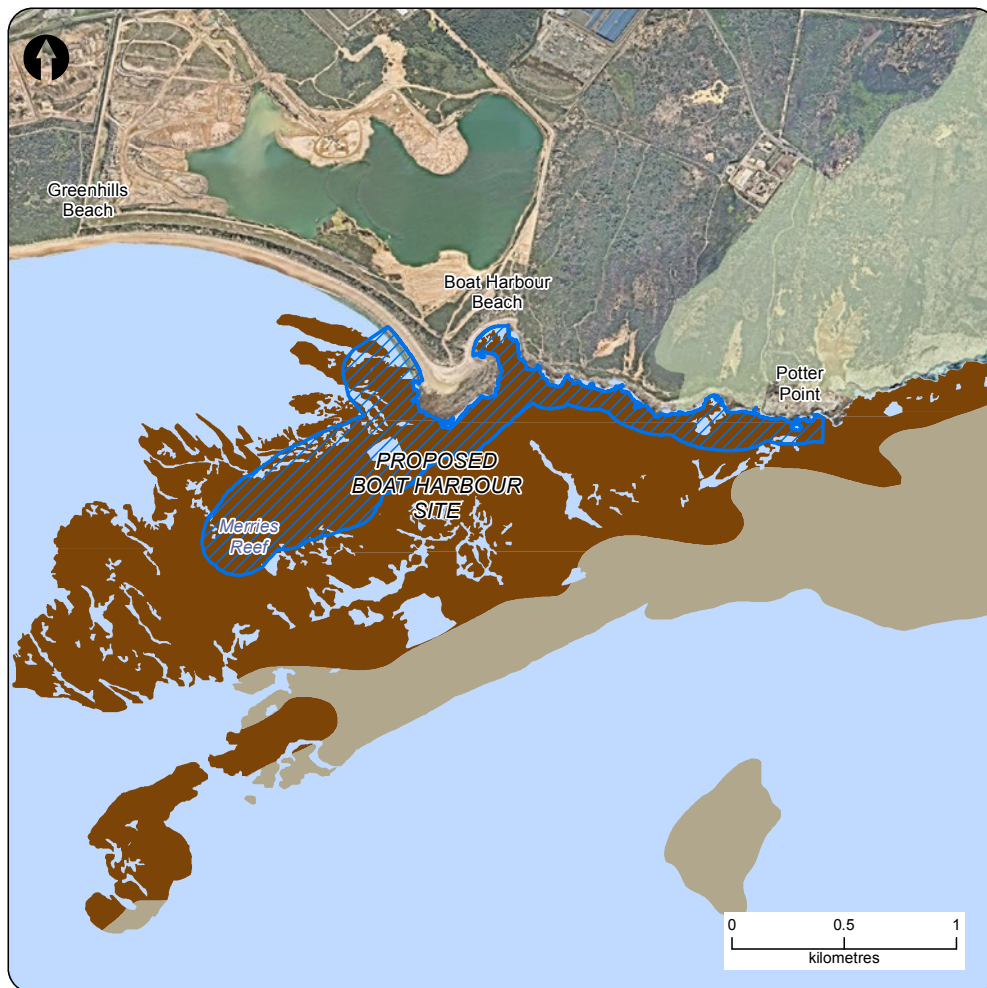 Greenhills
Beach
Boat Harbour
Beach
Potter
Point
PROPOSED
BOAT HARBOUR
SITE
Merries
Reef
0 0.5 1
kilometres